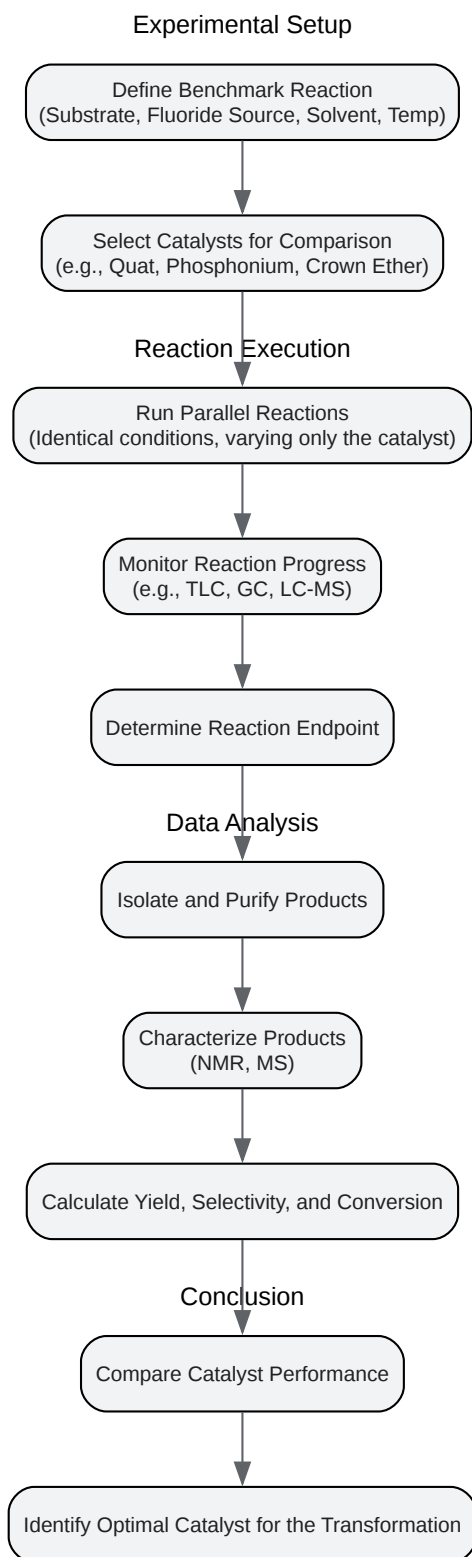 Experimental Setup
Define Benchmark Reaction
(Substrate, Fluoride Source, Solvent, Temp)
Select Catalysts for Comparison
(e.g., Quat, Phosphonium, Crown Ether)
Reaction Execution
Run Parallel Reactions
(Identical conditions, varying only the catalyst)
Monitor Reaction Progress
(e.g., TLC, GC, LC-MS)
Determine Reaction Endpoint
Data Analysis
Isolate and Purify Products
Characterize Products
(NMR, MS)
Calculate Yield, Selectivity, and Conversion
Conclusion
Compare Catalyst Performance
Identify Optimal Catalyst for the Transformation